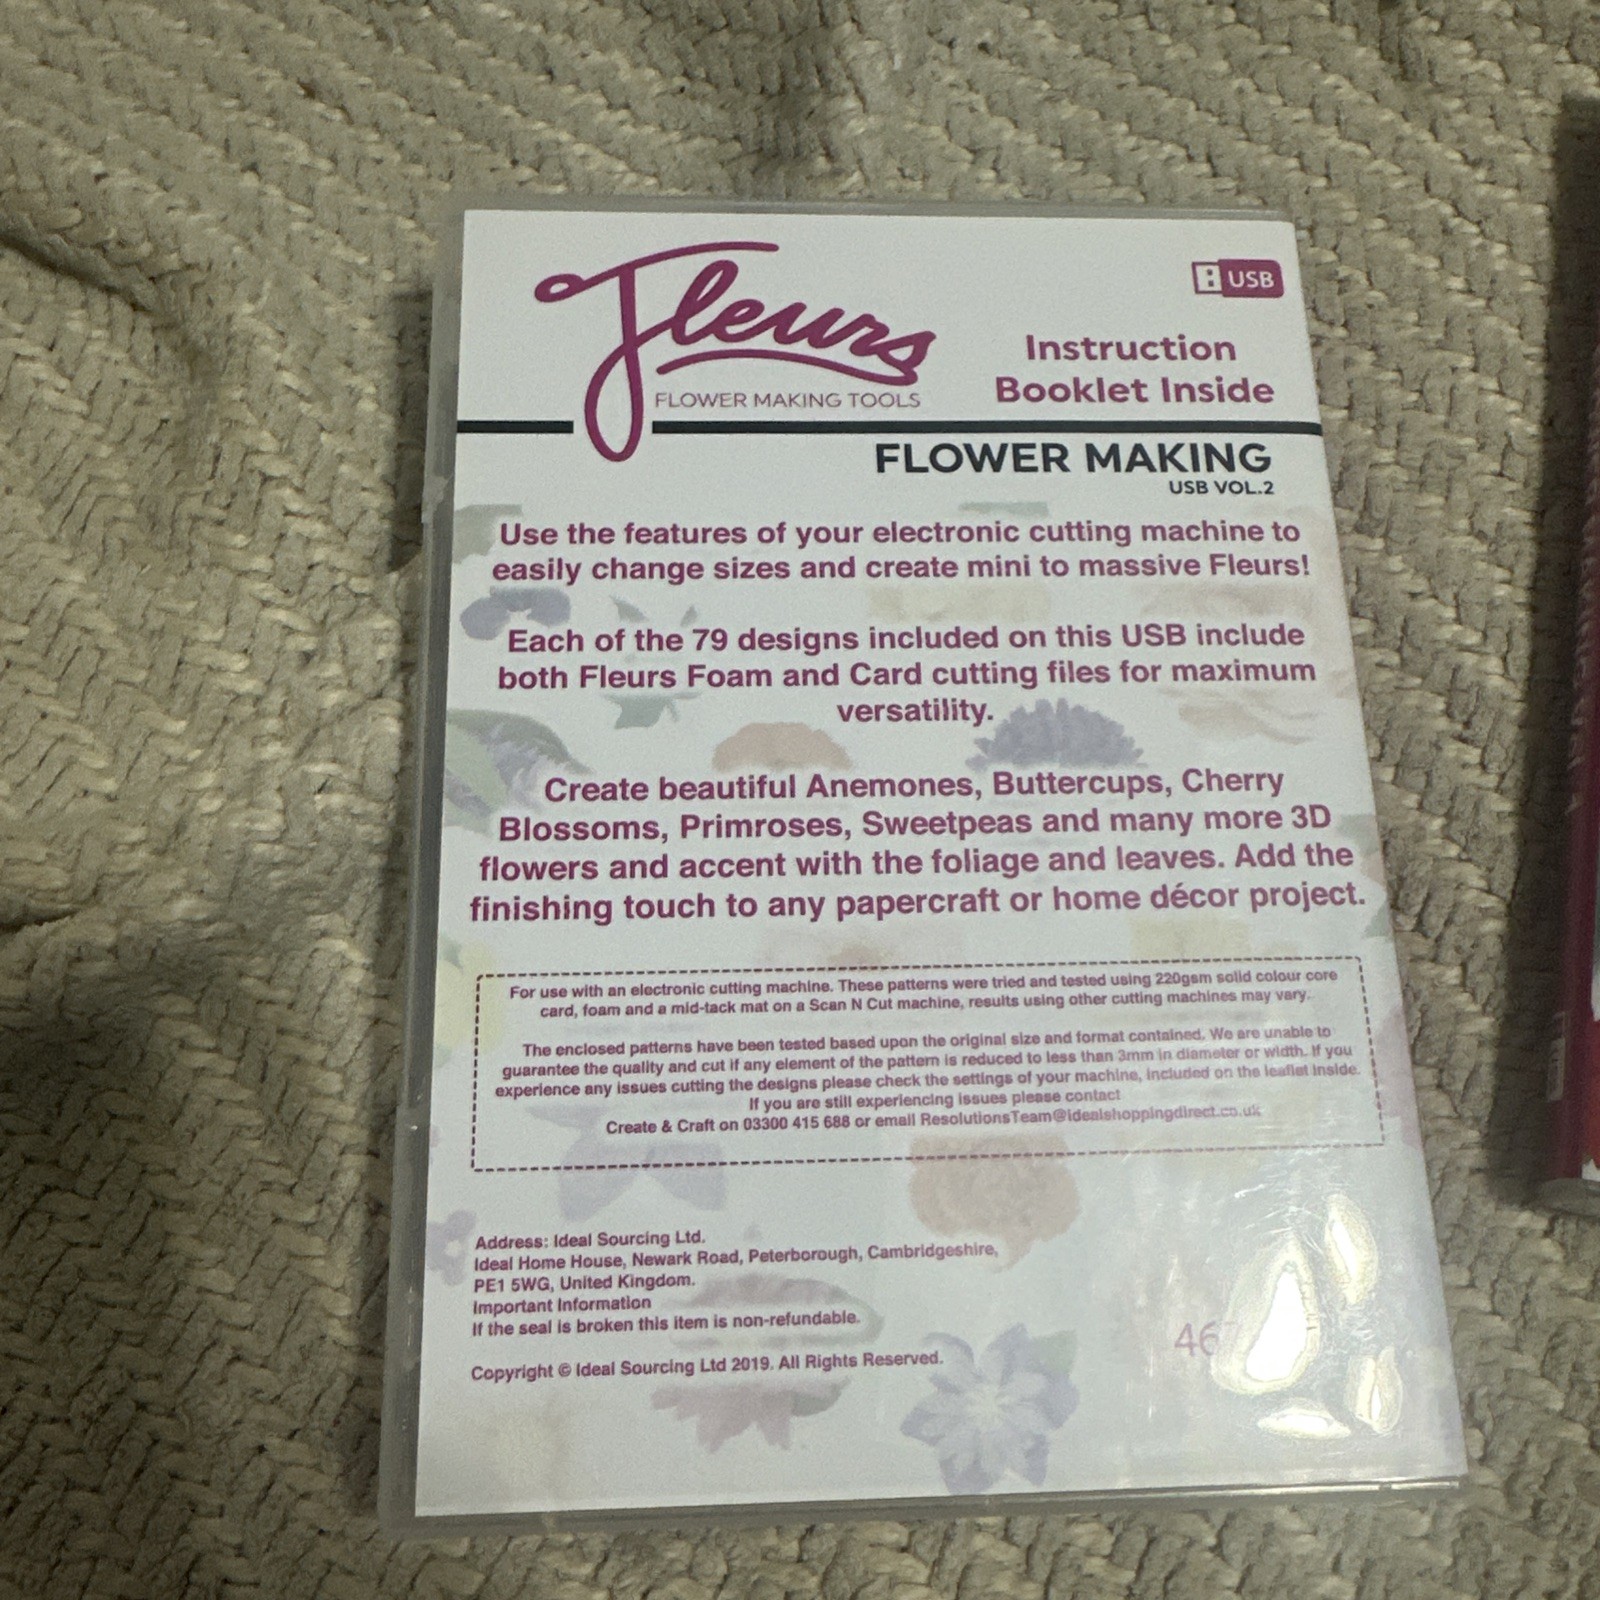 Fleurs
FLOWER MAKING TOOLS
USB
Instruction
Booklet Inside
FLOWER MAKING
USB VOL.2
Use the features of your electronic cutting machine to
easily change sizes and create mini to massive Fleurs!
Each of the 79 designs included on this USB include
both Fleurs Foam and Card cutting files for maximum
versatility.
Create beautiful Anemones, Buttercups, Cherry
Blossoms, Primroses, Sweetpeas and many more 3D
flowers and accent with the foliage and leaves. Add the
finishing touch to any papercraft or home décor project.
For use with an electronic cutting machine. These patterns were tried and tested using 220gsm solid colour core
card, foam and a mid-tack mat on a Scan N Cut machine, results using other cutting machines may vary.
The enclosed patterns have been tested based upon the original size and format contained. We are unable to
guarantee the quality and cut if any element of the pattern is reduced to less than 3mm in diameter or width. If you
experience any issues cutting the designs please check the settings of your machine, included on the leaflet inside.
If you are still experiencing issues please contact
Create & Craft on 03300 415 688 or email ResolutionsTeam@idealshoppingdirect.co.uk
Address: Ideal Sourcing Ltd.
Ideal Home House, Newark Road, Peterborough, Cambridgeshire,
PE1 5WG, United Kingdom.
Important Information
If the seal is broken this item is non-refundable.
Copyright © Ideal Sourcing Ltd 2019. All Rights Reserved.